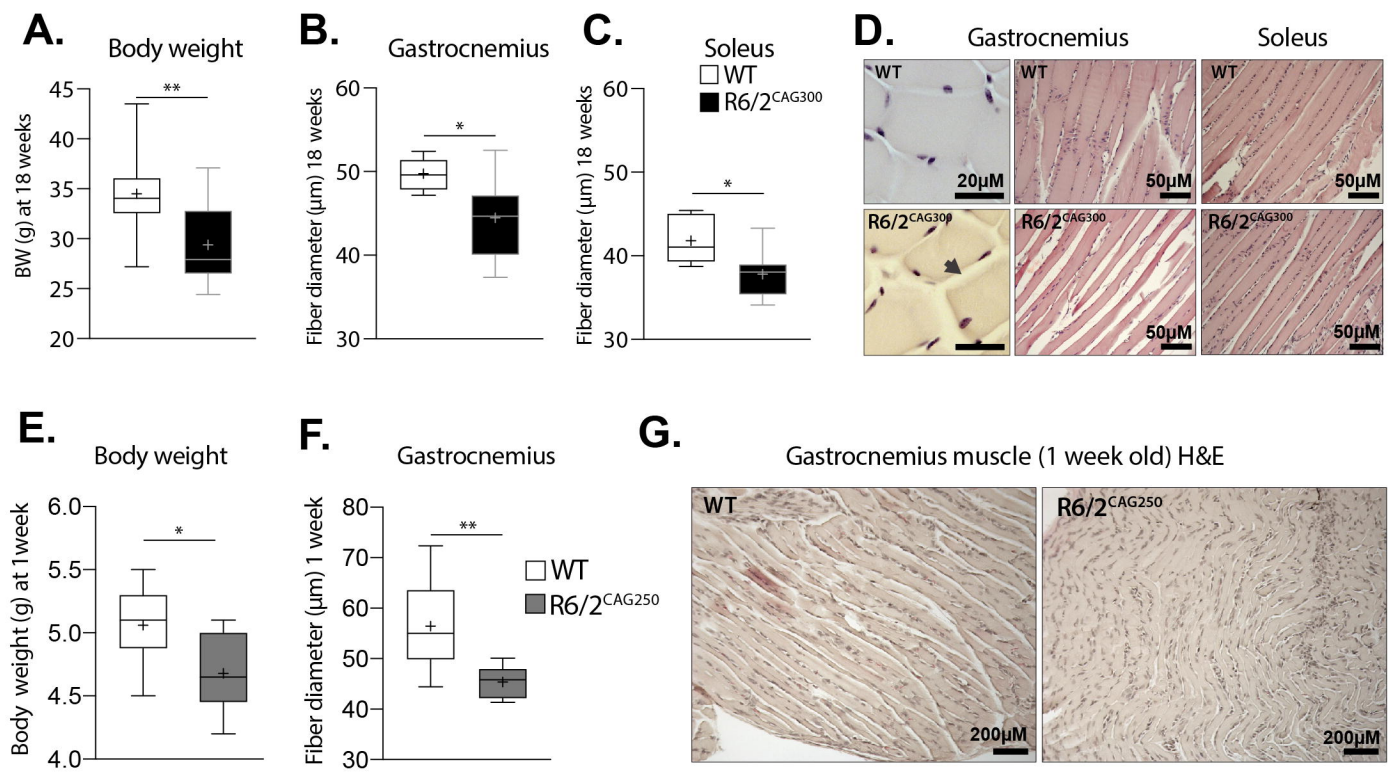 A.
Body weight
BW (g) at 18 weeks
45
40
35
30
25
20
**
B.
Gastrocnemius
Fiber diameter (µm) 18 weeks
60
50
40
30
*
C.
Soleus
WT
R6/2CAG300
Fiber diameter (µm) 18 weeks
60
50
40
30
*
D.
Gastrocnemius
Soleus
WT
20µM
WT
50µM
WT
50µM
R6/2CAG300
R6/2CAG300
50µM
R6/2CAG300
50µM
E.
Body weight
Body weight (g) at 1 week
6.0
5.5
5.0
4.5
4.0
*
F.
Gastrocnemius
Fiber diameter (µm) 1 week
80
70
60
50
40
30
**
WT
R6/2CAG250
G.
Gastrocnemius muscle (1 week old) H&E
WT
200µM
R6/2CAG250
200µM